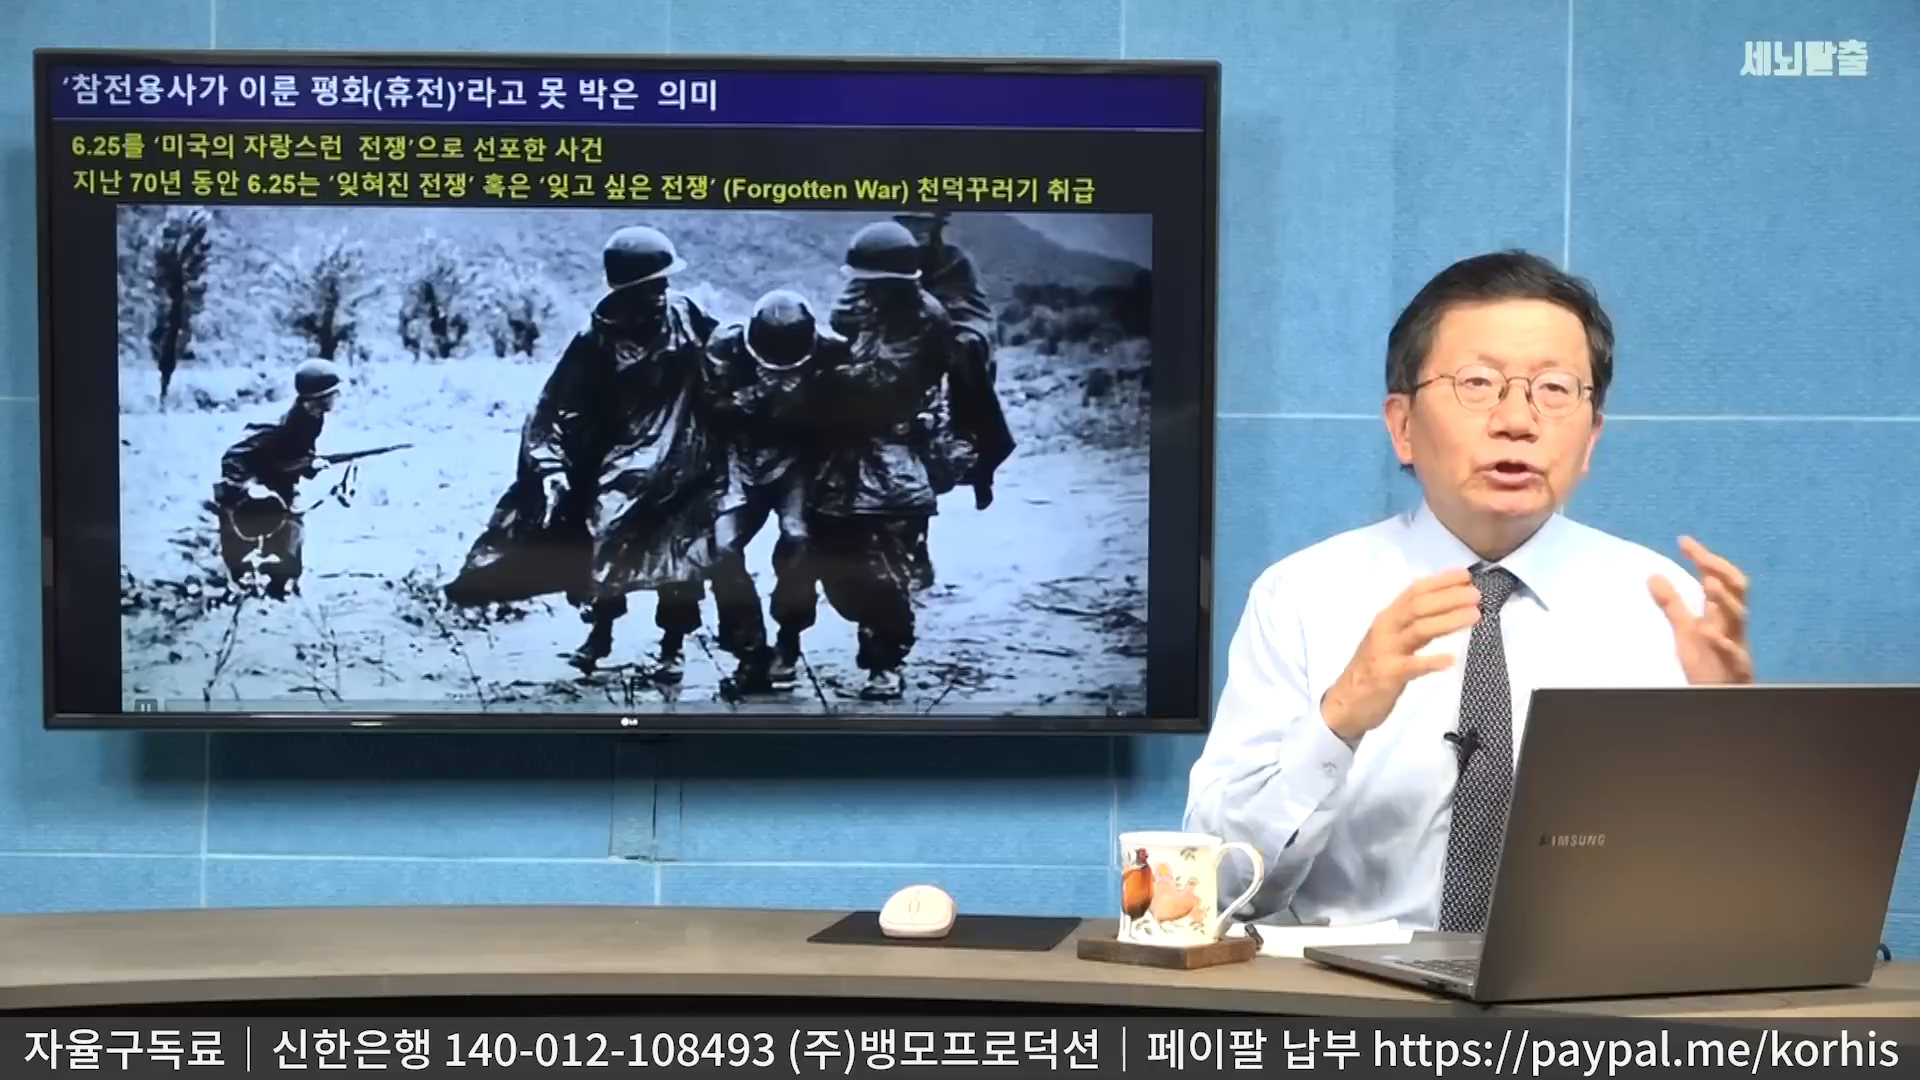 세뇌탈출
‘참전용사가 이룬 평화(휴전)’라고 못 박은 의미
6.25를 ‘미국의 자랑스런 전쟁’으로 선포한 사건
지난 70년 동안 6.25는 ‘잊혀진 전쟁’ 혹은 ‘잊고 싶은 전쟁’ (Forgotten War) 천덕꾸러기 취급
LG
SAMSUNG
자율구독료│신한은행 140-012-108493 (주)뱅모프로덕션│페이팔 납부 https://paypal.me/korhis